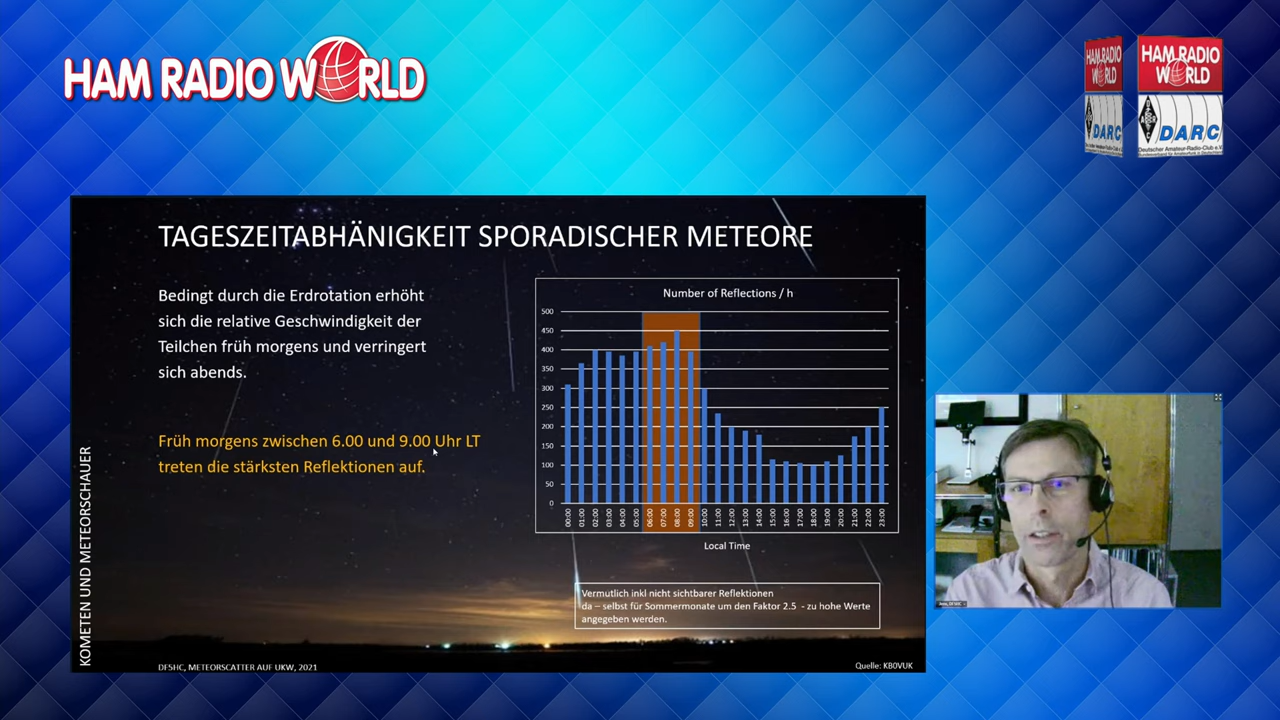 HAM RADIO WORLD
HAM RADIO
WORLD
DARC
HAM RADIO
WORLD
DARC
Deutscher Amateur-Radio-Club e.V.
TAGESZEITABHÄNIGKEIT SPORADISCHER METEORE
Bedingt durch die Erdrotation erhöht
sich die relative Geschwindigkeit der
Teilchen früh morgens und verringert
sich abends.
Früh morgens zwischen 6.00 und 9.00 Uhr LT
treten die stärksten Reflektionen auf.
KOMETEN UND METEORSCHAUER
Number of Reflections / h
500
450
400
350
300
250
200
150
100
50
0
00:00 01:00 02:00 03:00 04:00 05:00 06:00 07:00 08:00 09:00 10:00 11:00 12:00 13:00 14:00 15:00 16:00 17:00 18:00 19:00 20:00 21:00 22:00 23:00
Local Time
Vermutlich inkl nicht sichtbarer Reflektionen
da – selbst für Sommermonate um den Faktor 2.5 - zu hohe Werte
angegeben werden.
DF5HC, METEORSCATTER AUF UKW, 2021
Quelle: KB0VUK